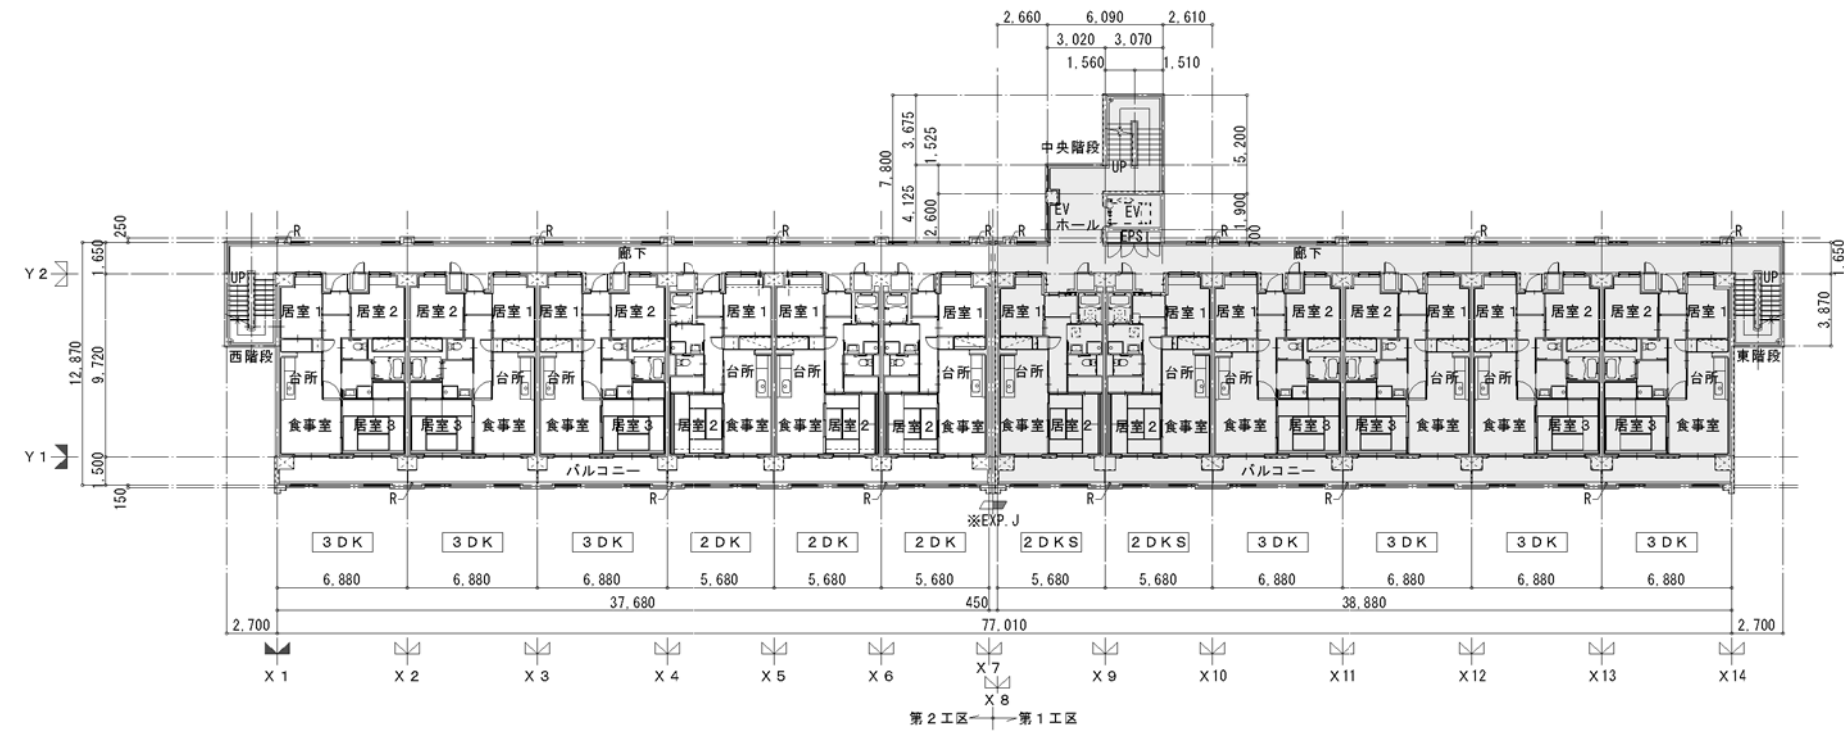 2,660 6,090 2,610
3,020 3,070
1,560 1,510
7,800 3,675 1,525 5,200
中央階段
UP
4,125 2,600 1,900
EV
ホール
EV
EPS
700
250
R R R R R R R R R R
1,650 廊下 廊下 1,650
Y2
UP UP
居室1 居室2 居室2 居室1 居室1 居室2 居室1 居室1 居室1 居室1 居室1 居室1 居室2 居室2 居室1 居室1 居室2 居室2 居室1
3,870
西階段 東階段
12,870 9,720
台所 台所 台所 台所 台所 台所 台所 台所 台所 台所 台所 台所
食事室 居室3 居室3 食事室 食事室 居室3 居室2 食事室 食事室 居室2 居室2 食事室 食事室 居室2 居室2 食事室 食事室 居室3 居室3 食事室 食事室 居室3 居室3 食事室
Y1
1,500 バルコニー バルコニー
150
R R R R R R
※EXP.J
3DK 3DK 3DK 2DK 2DK 2DK 2DKS 2DKS 3DK 3DK 3DK 3DK
6,880 6,880 6,880 5,680 5,680 5,680 5,680 5,680 6,880 6,880 6,880 6,880
37,680 450 38,880
2,700 77,010 2,700
X1 X2 X3 X4 X5 X6 X7 X9 X10 X11 X12 X13 X14
X8
第2工区 第1工区